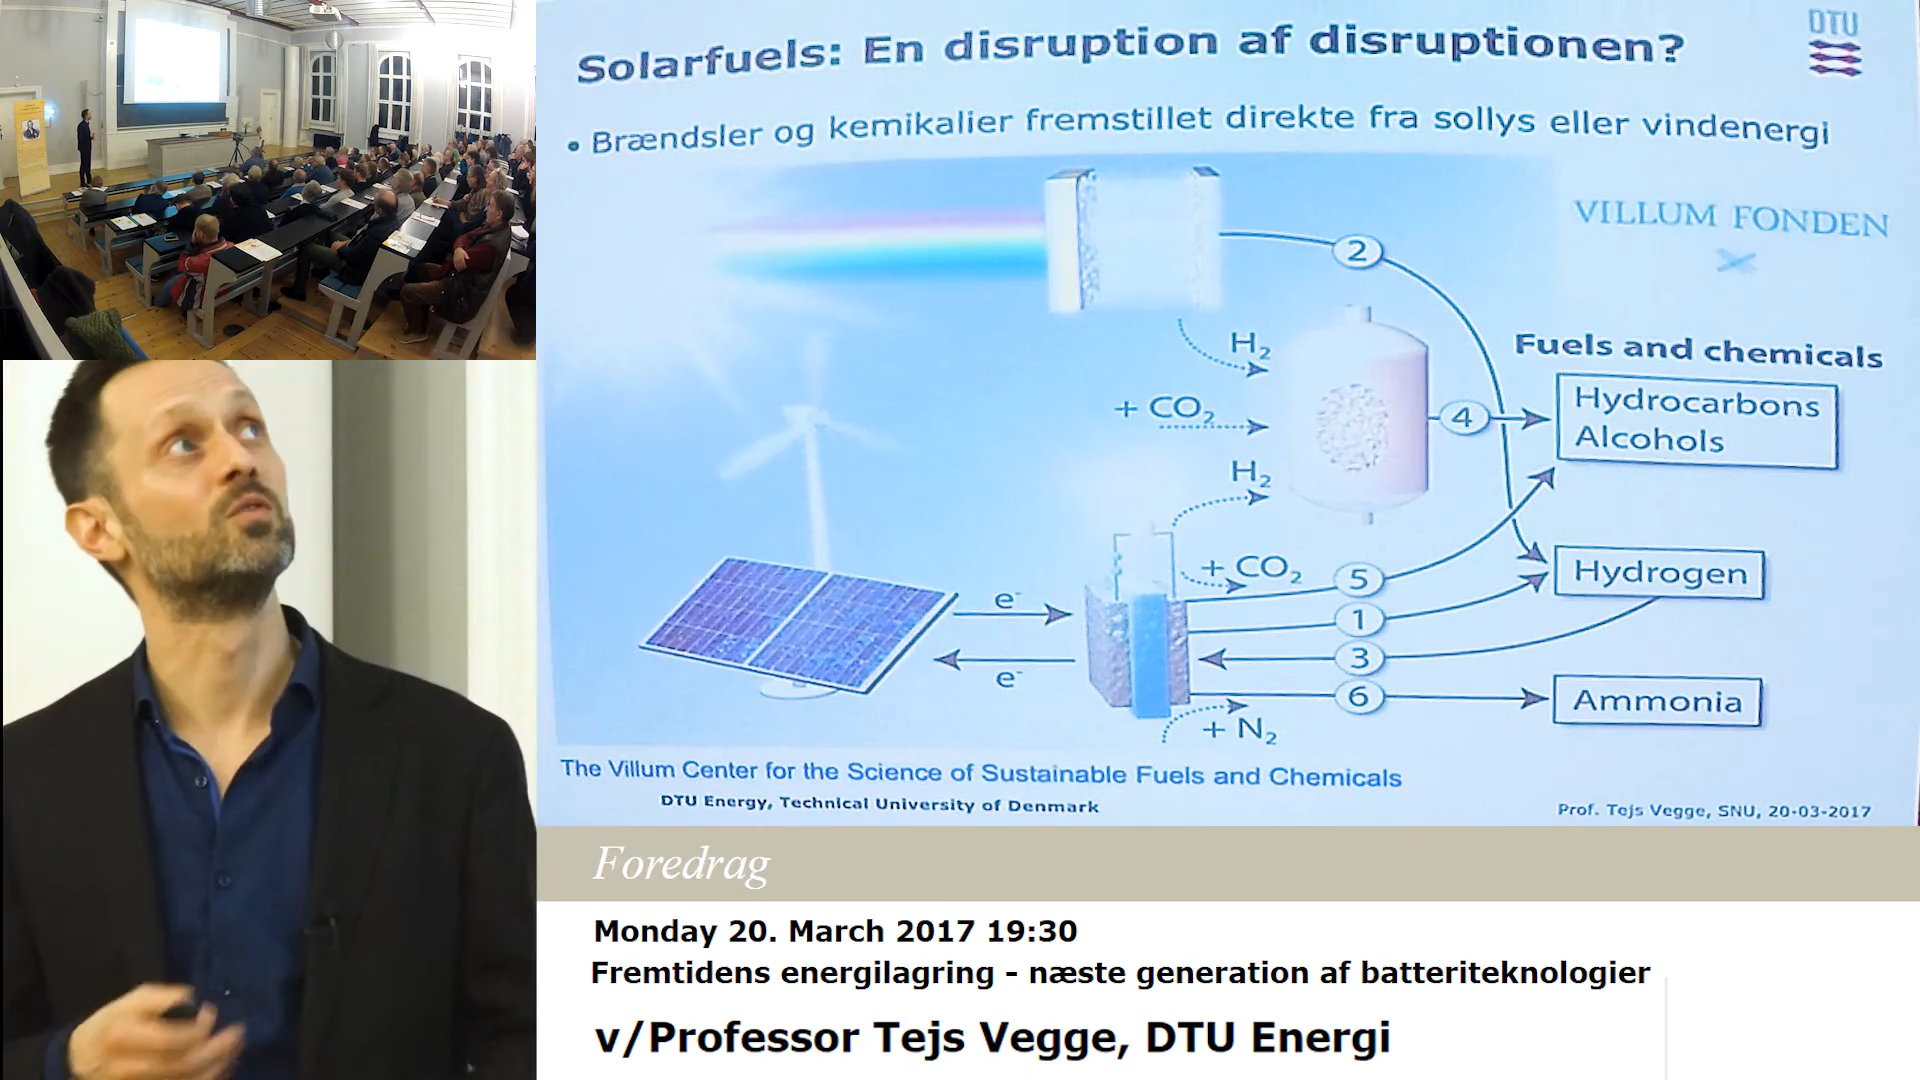 Solarfuels: En disruption af disruptionen?
DTU
• Brændsler og kemikalier fremstillet direkte fra sollys eller vindenergi
VILLUM FONDEN
2
H₂
Fuels and chemicals
+ CO₂
4
Hydrocarbons
Alcohols
H₂
+ CO₂
5
Hydrogen
e⁻
1
3
e⁻
6
Ammonia
+ N₂
The Villum Center for the Science of Sustainable Fuels and Chemicals
DTU Energy, Technical University of Denmark
Prof. Tejs Vegge, SNU, 20-03-2017
Foredrag
Monday 20. March 2017 19:30
Fremtidens energilagring - næste generation af batteriteknologier
v/Professor Tejs Vegge, DTU Energi